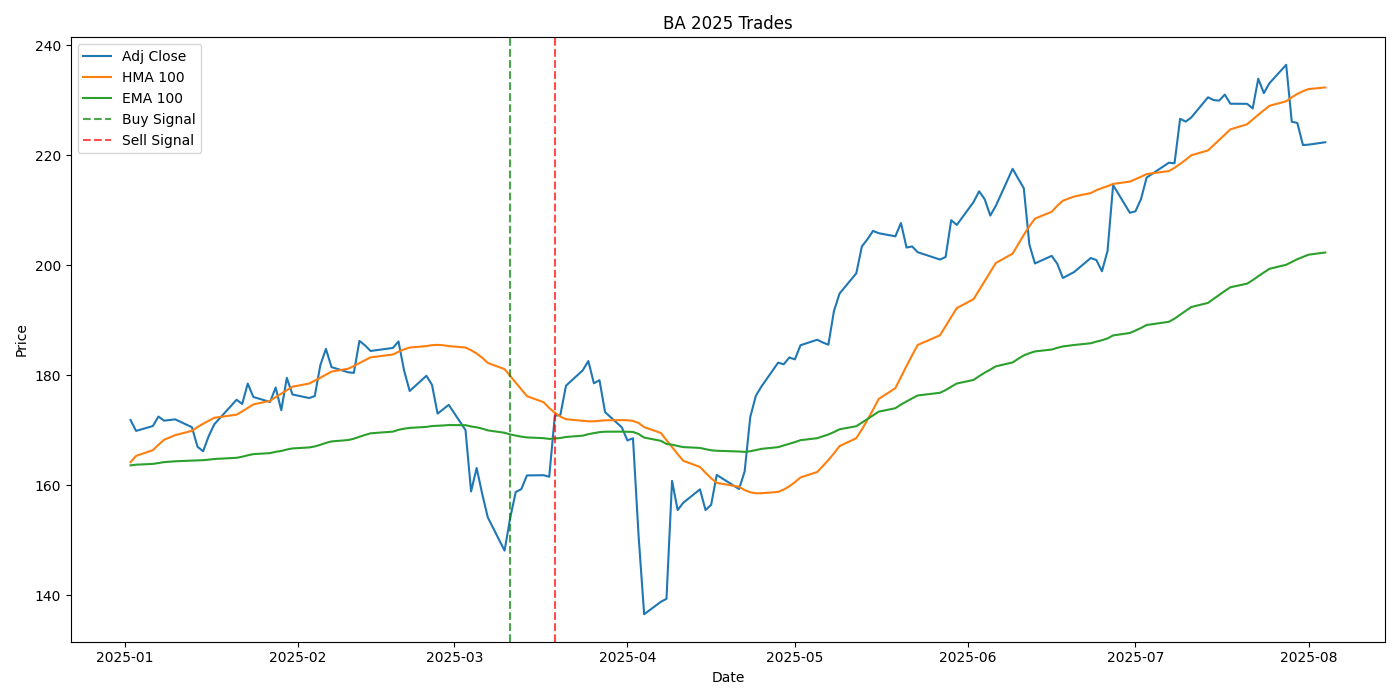 BA 2025 Trades
Adj Close
HMA 100
EMA 100
Buy Signal
Sell Signal
Price
240
220
200
180
160
140
2025-01 2025-02 2025-03 2025-04 2025-05 2025-06 2025-07 2025-08
Date